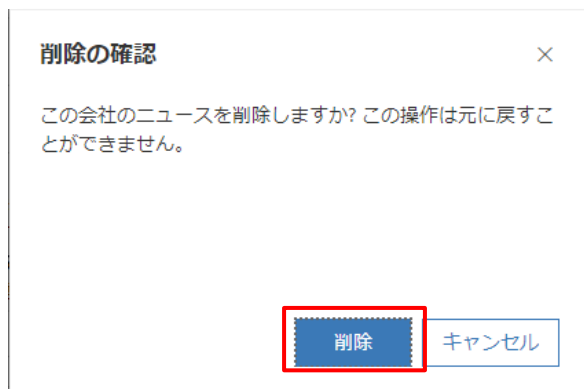 削除の確認
この会社のニュースを削除しますか? この操作は元に戻すこ
とができません。
削除 キャンセル